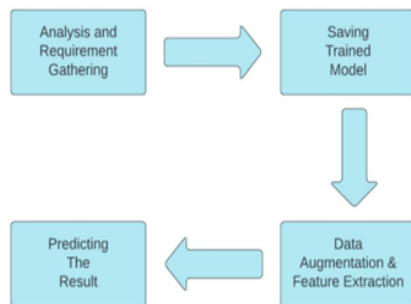 Analysis and
Requirement
Gathering
Saving
Trained
Model
Data
Augmentation &
Feature Extraction
Predicting
The
Result